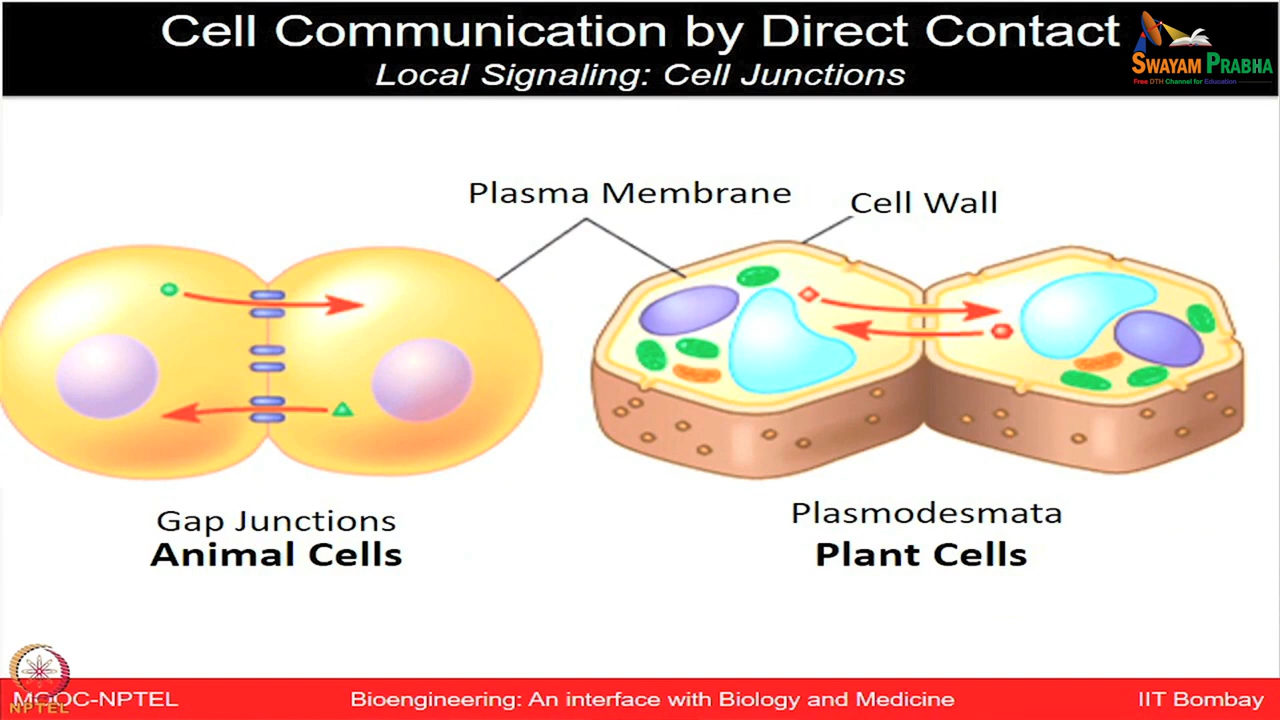 Cell Communication by Direct Contact
Local Signaling: Cell Junctions
SWAYAM PRABHA
Free DTH Channel for Education
Plasma Membrane
Cell Wall
Gap Junctions
Animal Cells
Plasmodesmata
Plant Cells
MOOC-NPTEL
NPTEL
Bioengineering: An interface with Biology and Medicine
IIT Bombay